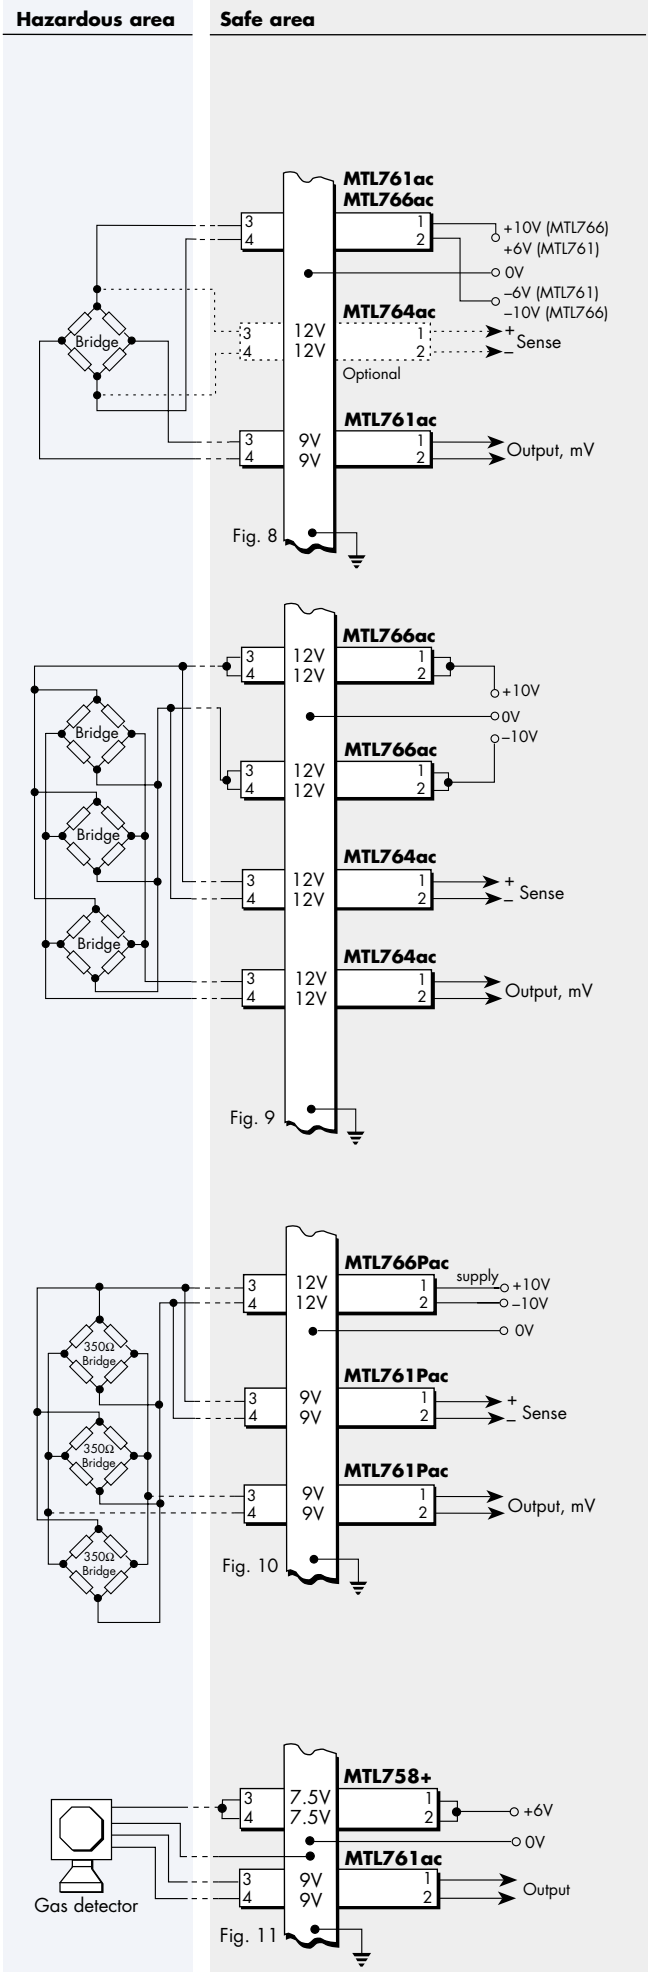 Hazardous area
Safe area
MTL761ac
MTL766ac
3
4
1
2
+10V (MTL766)
+6V (MTL761)
0V
–6V (MTL761)
–10V (MTL766)
MTL764ac
Bridge
3
4
12V
12V
1
2
+
–
Sense
Optional
MTL761ac
3
4
9V
9V
1
2
Output, mV
Fig. 8
MTL766ac
3
4
12V
12V
1
2
+10V
0V
–10V
Bridge
MTL766ac
3
4
12V
12V
1
2
Bridge
MTL764ac
3
4
12V
12V
1
2
+
–
Sense
Bridge
MTL764ac
3
4
12V
12V
1
2
Output, mV
Fig. 9
MTL766Pac
3
4
12V
12V
1
2
supply
+10V
–10V
0V
350Ω
Bridge
MTL761Pac
3
4
9V
9V
1
2
+
–
Sense
350Ω
Bridge
MTL761Pac
3
4
9V
9V
1
2
Output, mV
350Ω
Bridge
Fig. 10
MTL758+
3
4
7.5V
7.5V
1
2
+6V
0V
MTL761ac
3
4
9V
9V
1
2
Output
Gas detector
Fig. 11